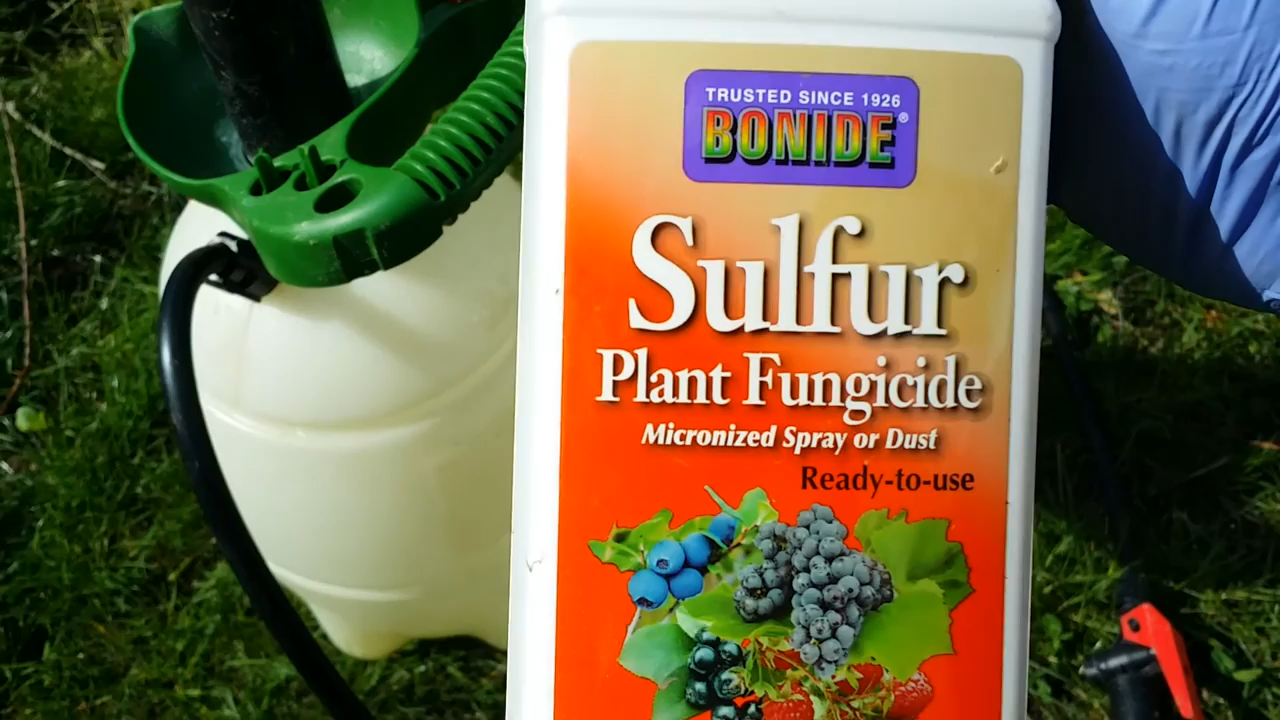 TRUSTED SINCE 1926
BONIDE®
Sulfur
Plant Fungicide
Micronized Spray or Dust
Ready-to-use